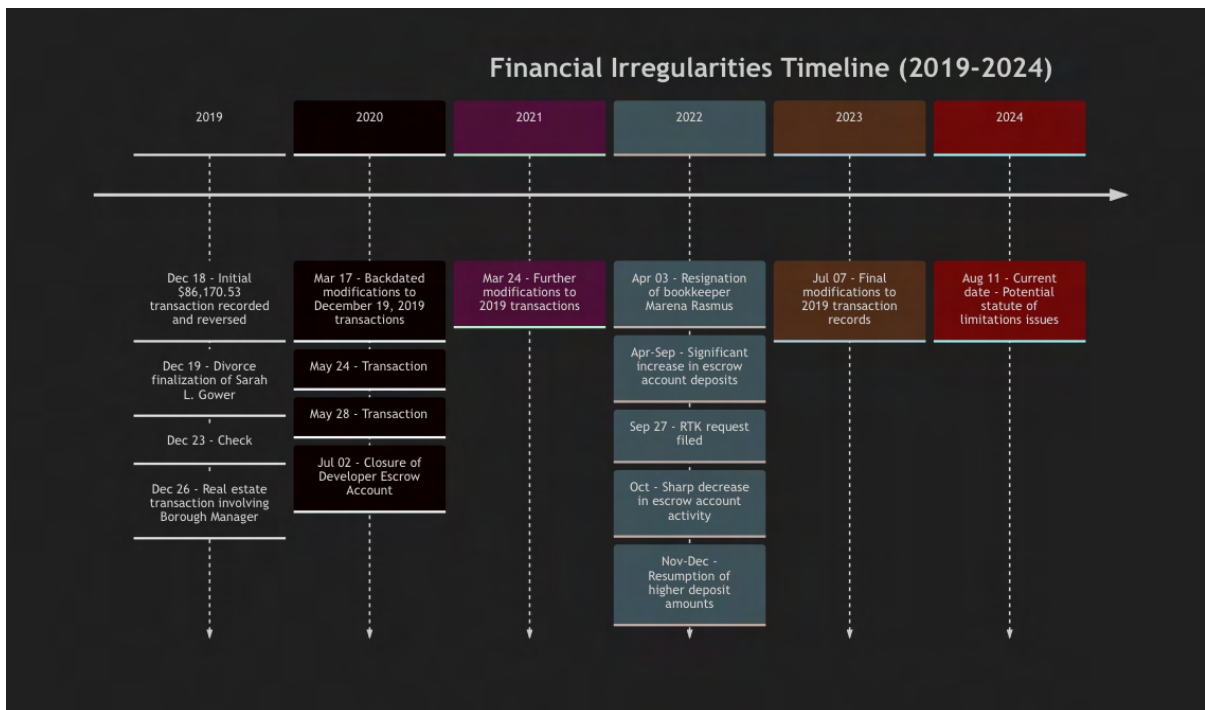 Financial Irregularities Timeline (2019-2024)
2019
2020
2021
2022
2023
2024
Dec 18 - Initial
$86,170.53
transaction recorded
and reversed
Dec 19 - Divorce
finalization of Sarah
L. Gower
Dec 23 - Check
Dec 26 - Real estate
transaction involving
Borough Manager
Mar 17 - Backdated
modifications to
December 19, 2019
transactions
May 24 - Transaction
May 28 - Transaction
Jul 02 - Closure of
Developer Escrow
Account
Mar 24 - Further
modifications to
2019 transactions
Apr 03 - Resignation
of bookkeeper
Marena Rasmus
Apr-Sep - Significant
increase in escrow
account deposits
Sep 27 - RTK request
filed
Oct - Sharp decrease
in escrow account
activity
Nov-Dec -
Resumption of
higher deposit
amounts
Jul 07 - Final
modifications to
2019 transaction
records
Aug 11 - Current
date - Potential
statute of
limitations issues